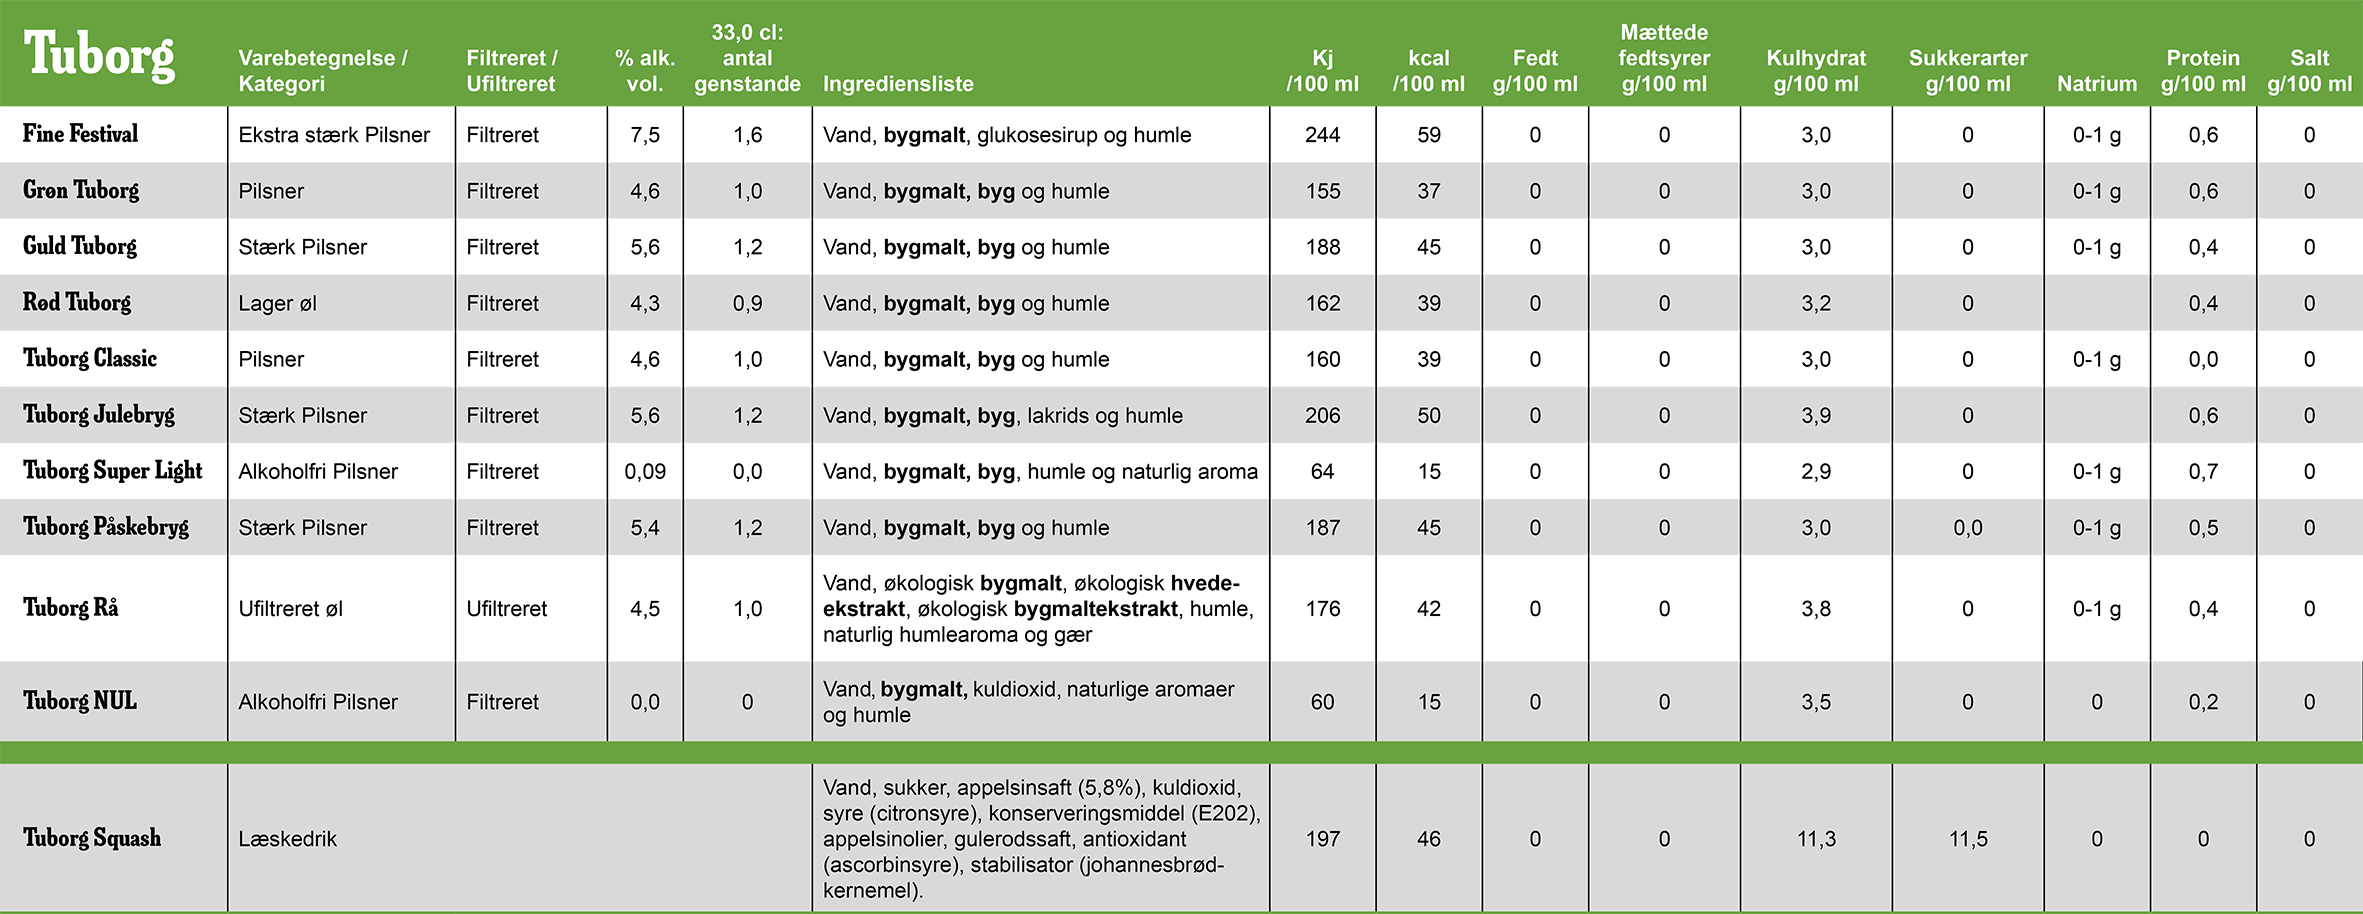 Tuborg
Varebetegnelse / Kategori
Filtreret / Ufiltreret
% alk. vol.
33,0 cl: antal genstande
Ingrediensliste
Kj /100 ml
kcal /100 ml
Fedt g/100 ml
Mættede fedtsyrer g/100 ml
Kulhydrat g/100 ml
Sukkerarter g/100 ml
Natrium
Protein g/100 ml
Salt g/100 ml
Fine Festival Ekstra stærk Pilsner Filtreret 7,5 1,6 Vand, bygmalt, glukosesirup og humle 244 59 0 0 3,0 0 0-1 g 0,6 0
Grøn Tuborg Pilsner Filtreret 4,6 1,0 Vand, bygmalt, byg og humle 155 37 0 0 3,0 0 0-1 g 0,6 0
Guld Tuborg Stærk Pilsner Filtreret 5,6 1,2 Vand, bygmalt, byg og humle 188 45 0 0 3,0 0 0-1 g 0,4 0
Rød Tuborg Lager øl Filtreret 4,3 0,9 Vand, bygmalt, byg og humle 162 39 0 0 3,2 0 0,4 0
Tuborg Classic Pilsner Filtreret 4,6 1,0 Vand, bygmalt, byg og humle 160 39 0 0 3,0 0 0-1 g 0,0 0
Tuborg Julebryg Stærk Pilsner Filtreret 5,6 1,2 Vand, bygmalt, byg, lakrids og humle 206 50 0 0 3,9 0 0,6 0
Tuborg Super Light Alkoholfri Pilsner Filtreret 0,09 0,0 Vand, bygmalt, byg, humle og naturlig aroma 64 15 0 0 2,9 0 0-1 g 0,7 0
Tuborg Påskebryg Stærk Pilsner Filtreret 5,4 1,2 Vand, bygmalt, byg og humle 187 45 0 0 3,0 0,0 0-1 g 0,5 0
Tuborg Rå Ufiltreret øl Ufiltreret 4,5 1,0
Vand, økologisk bygmalt, økologisk hvede-
ekstrakt, økologisk bygmaltekstrakt, humle,
naturlig humlearoma og gær
176 42 0 0 3,8 0 0-1 g 0,4 0
Tuborg NUL Alkoholfri Pilsner Filtreret 0,0 0
Vand, bygmalt, kuldioxid, naturlige aromaer
og humle
60 15 0 0 3,5 0 0 0,2 0
Tuborg Squash Læskedrik
Vand, sukker, appelsinsaft (5,8%), kuldioxid,
syre (citronsyre), konserveringsmiddel (E202),
appelsinolier, gulerodssaft, antioxidant
(ascorbinsyre), stabilisator (johannesbrød-
kernemel).
197 46 0 0 11,3 11,5 0 0 0